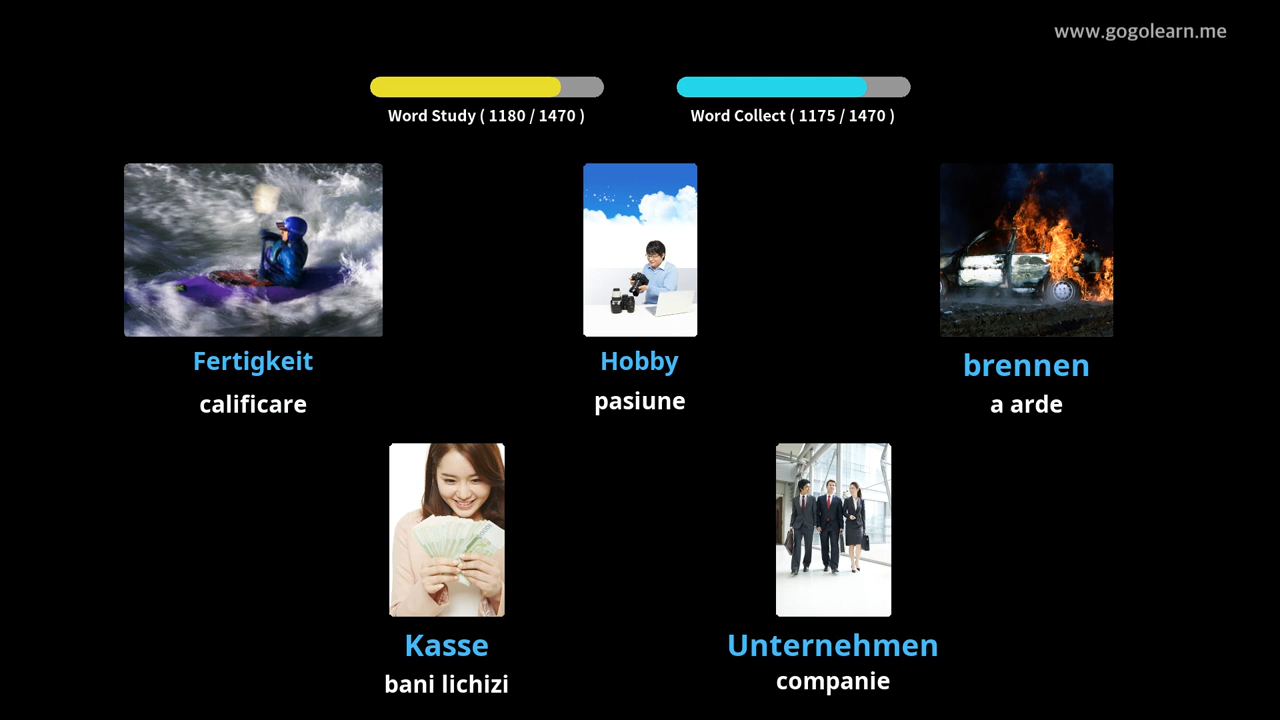 www.gogolearn.me
Word Study ( 1180 / 1470 )
Word Collect ( 1175 / 1470 )
Fertigkeit
Hobby
brennen
calificare
pasiune
a arde
Kasse
Unternehmen
bani lichizi
companie